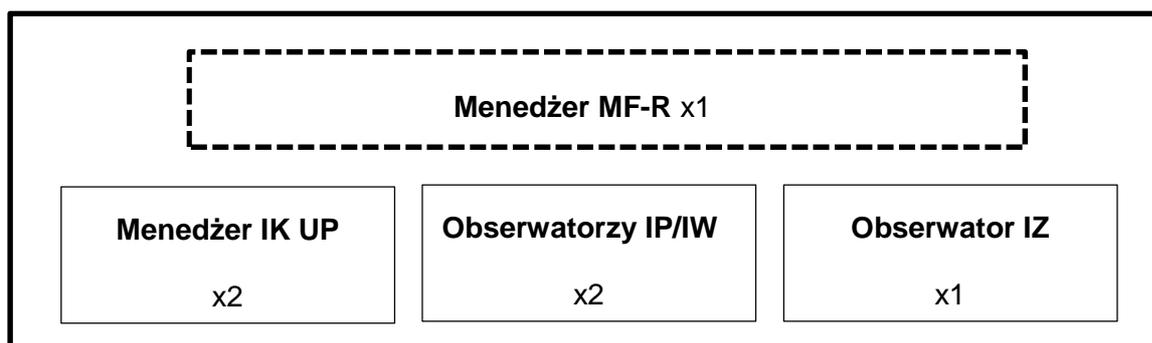 Menedżer MF-R x1
Menedżer IK UP
x2
Obserwatorzy IP/IW
x2
Obserwator IZ
x1